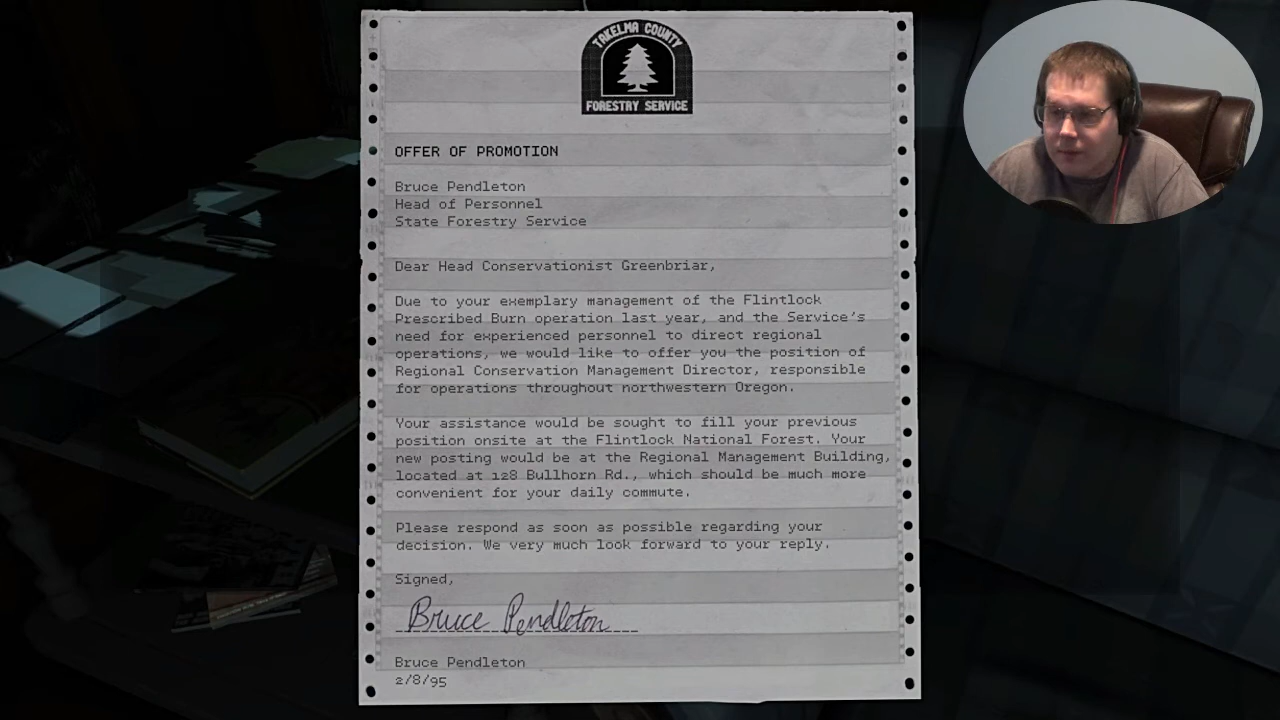 TAKELMA COUNTY
FORESTRY SERVICE
OFFER OF PROMOTION
Bruce Pendleton
Head of Personnel
State Forestry Service
Dear Head Conservationist Greenbriar,
Due to your exemplary management of the Flintlock
Prescribed Burn operation last year, and the Service's
need for experienced personnel to direct regional
operations, we would like to offer you the position of
Regional Conservation Management Director, responsible
for operations throughout northwestern Oregon.
Your assistance would be sought to fill your previous
position onsite at the Flintlock National Forest. Your
new posting would be at the Regional Management Building,
located at 128 Bullhorn Rd., which should be much more
convenient for your daily commute.
Please respond as soon as possible regarding your
decision. We very much look forward to your reply.
Signed,
Bruce Pendleton
Bruce Pendleton
2/8/95